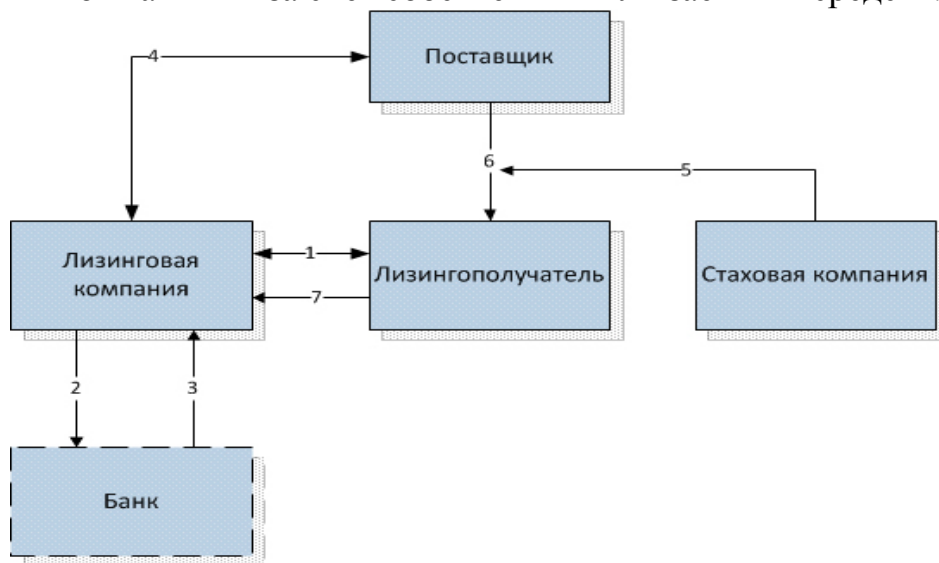 4
Поставщик
6
5
Лизинговая
компания
1
7
Лизингополучатель
Стаховая компания
2
3
Банк